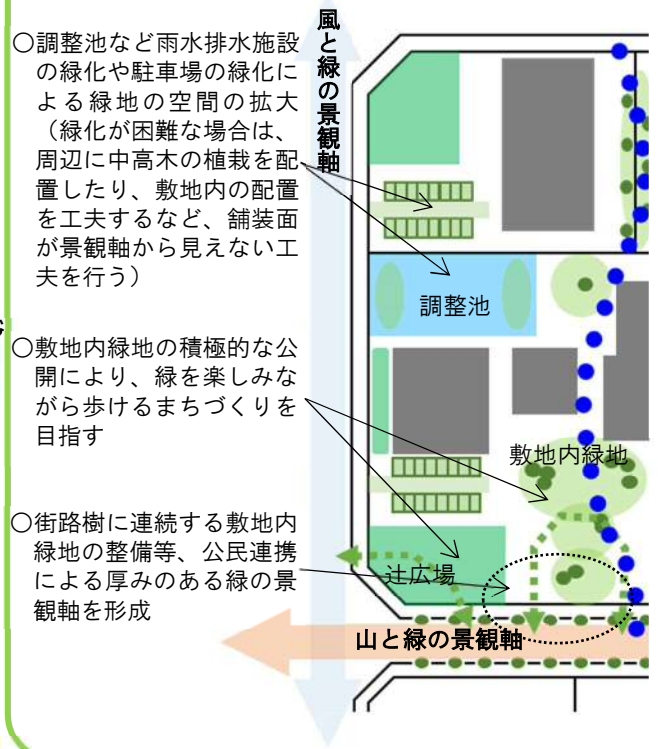 ○調整池など雨水排水施設
の緑化や駐車場の緑化に
よる緑地の空間の拡大
（緑化が困難な場合は、
周辺に中高木の植栽を配
置したり、敷地内の配置
を工夫するなど、舗装面
が景観軸から見えない工
夫を行う）
○敷地内緑地の積極的な公
開により、緑を楽しみな
がら歩けるまちづくりを
目指す
○街路樹に連続する敷地内
緑地の整備等、公民連携
による厚みのある緑の景
観軸を形成
風と緑の景観軸
調整池
敷地内緑地
辻広場
山と緑の景観軸